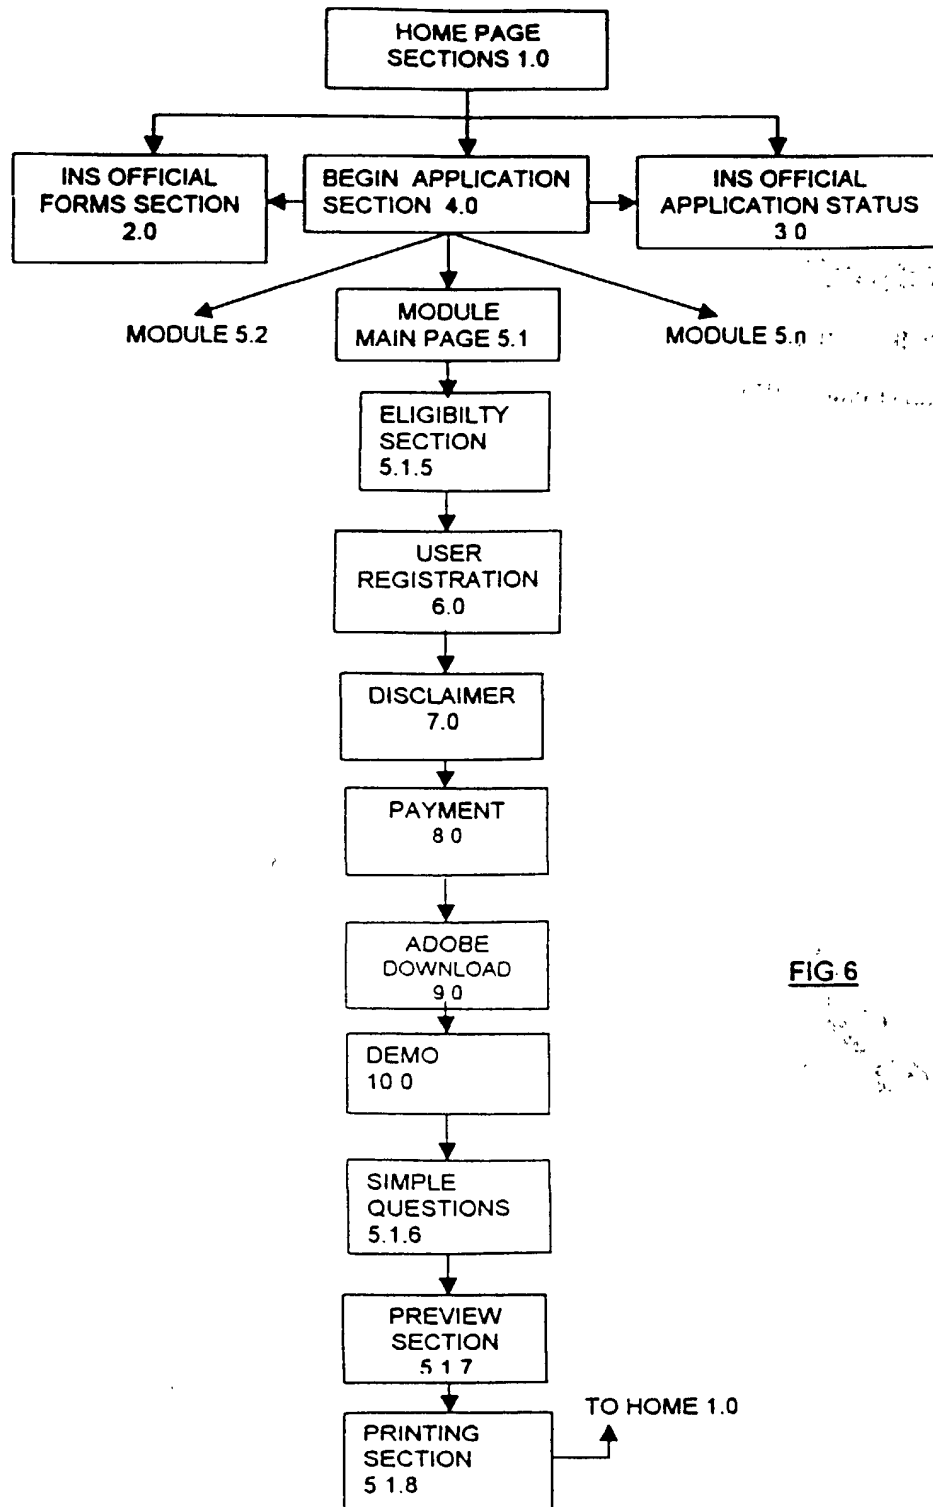 HOME PAGE
SECTIONS 1.0
INS OFFICIAL
FORMS SECTION
2.0
BEGIN APPLICATION
SECTION 4.0
INS OFFICIAL
APPLICATION STATUS
3 0
MODULE 5.2
MODULE
MAIN PAGE 5.1
MODULE 5.n
ELIGIBILTY
SECTION
5.1.5
USER
REGISTRATION
6.0
DISCLAIMER
7.0
PAYMENT
8 0
ADOBE
DOWNLOAD
9 0
FIG 6
DEMO
10 0
SIMPLE
QUESTIONS
5.1.6
PREVIEW
SECTION
5 1 7
TO HOME 1.0
PRINTING
SECTION
5 1.8